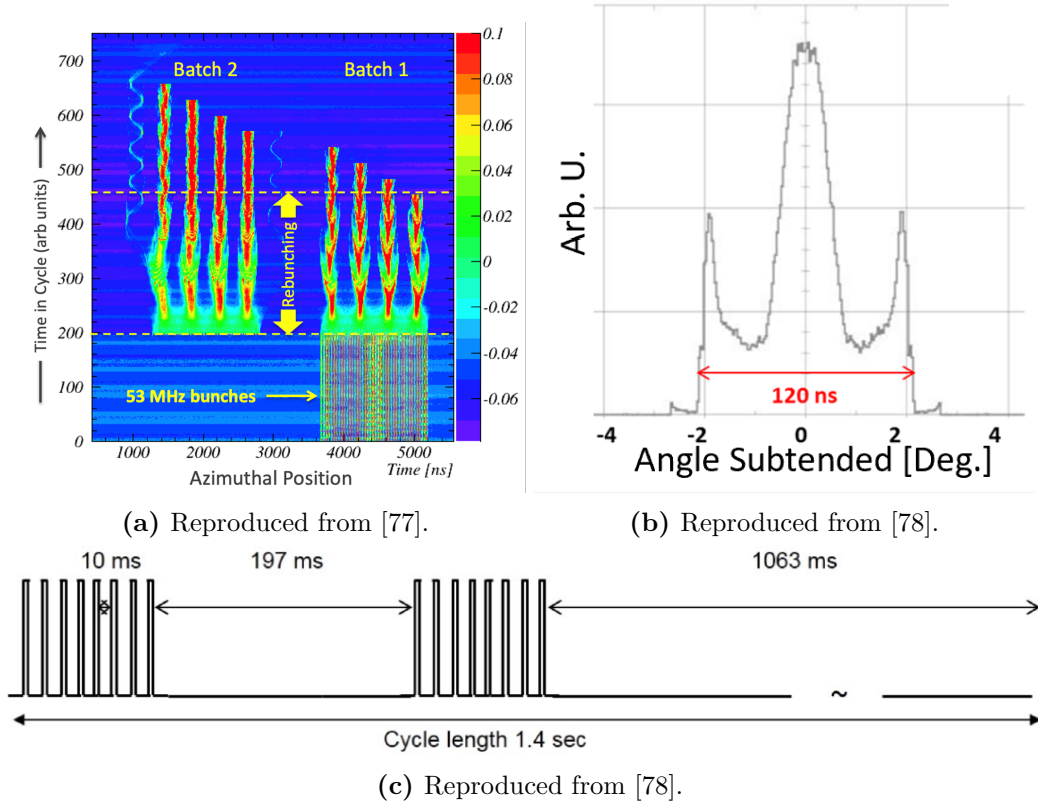 0.1
700
600
500
400
300
200
100
0
Batch 2
Batch 1
0.08
0.06
0.04
0.02
0
-0.02
-0.04
-0.06
Time in Cycle (arb units)
Rebunching
53 MHz bunches
1000
2000
3000
4000
5000
Time [ns]
Azimuthal Position
Arb. U.
120 ns
-4
-2
0
2
4
Angle Subtended [Deg.]
(a) Reproduced from [77].
(b) Reproduced from [78].
10 ms
197 ms
1063 ms
~
Cycle length 1.4 sec
(c) Reproduced from [78].